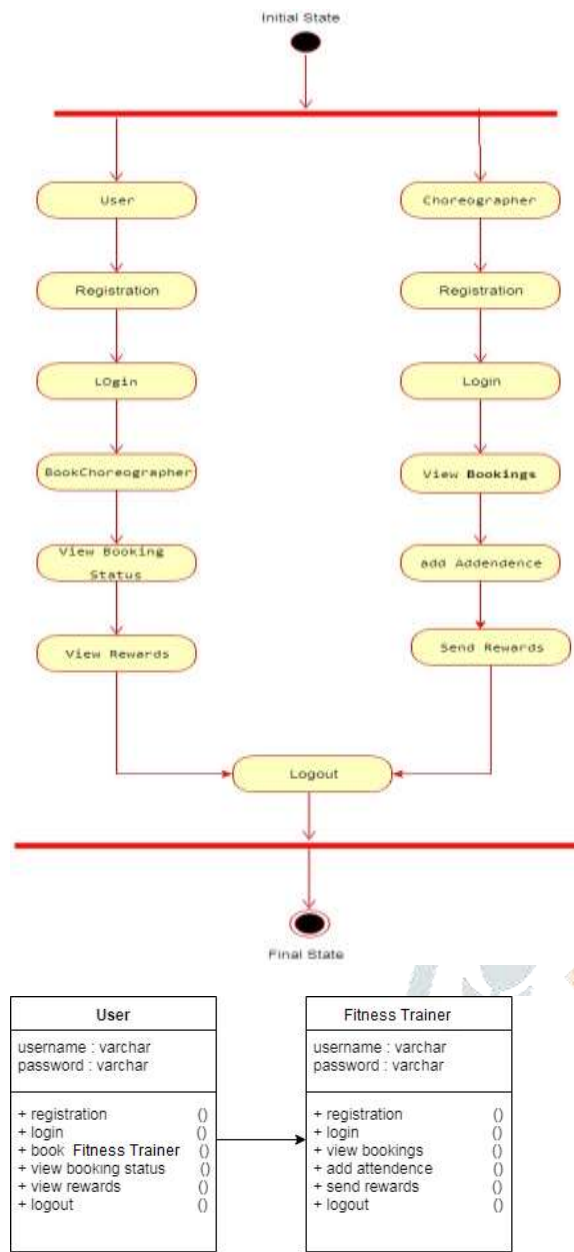 Initial State
User
Choreographer
Registration
Registration
LOgin
Login
BookChoreographer
View Bookings
View Booking
Status
add Addendence
View Rewards
Send Rewards
Logout
Final State
User
username : varchar
password : varchar
+ registration ()
+ login ()
+ book Fitness Trainer ()
+ view booking status ()
+ view rewards ()
+ logout ()
Fitness Trainer
username : varchar
password : varchar
+ registration ()
+ login ()
+ view bookings ()
+ add attendence ()
+ send rewards ()
+ logout ()